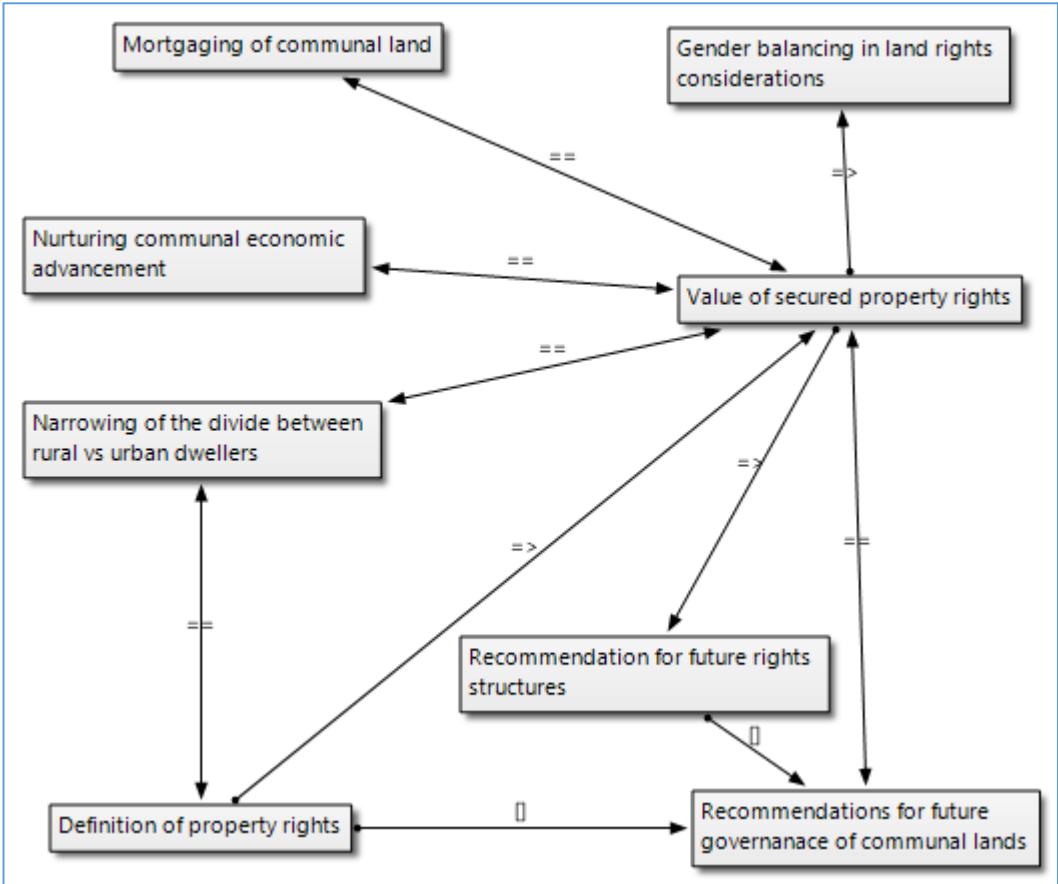 Mortgaging of communal land
Gender balancing in land rights
considerations
==
=>
Nurturing communal economic
advancement
==
Value of secured property rights
==
Narrowing of the divide between
rural vs urban dwellers
=>
=>
==
==
Recommendation for future rights
structures
[]
[]
Definition of property rights
Recommendations for future
governanace of communal lands